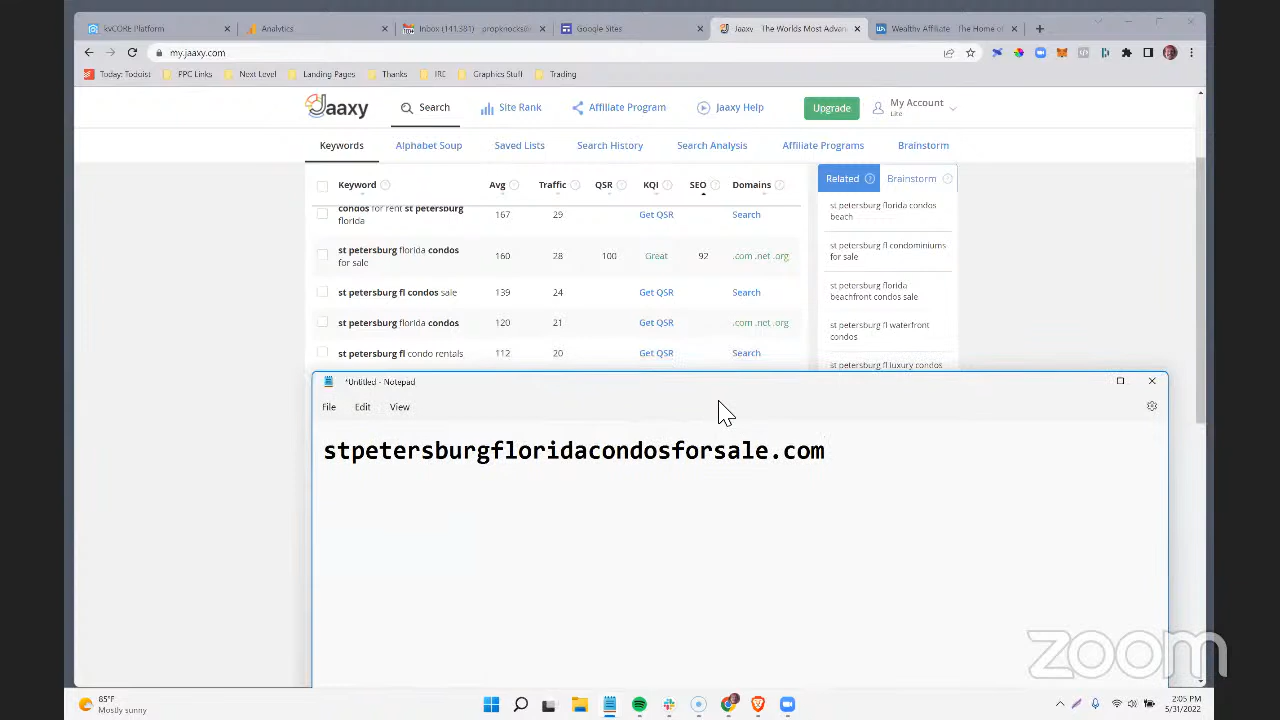 kvCORE Platform
Analytics
Inbox (141,381) - propknocksi@
Google Sites
Jaaxy - The Worlds Most Advan
Wealthy Affiliate - The Home of
my.jaaxy.com
Today: Todoist
PPC Links
Next Level
Landing Pages
Thanks
IRE
Graphics Stuff
Trading
Jaaxy
Search
Site Rank
Affiliate Program
Jaaxy Help
Upgrade
My Account
Lite
Keywords
Alphabet Soup
Saved Lists
Search History
Search Analysis
Affiliate Programs
Brainstorm
Keyword Avg Traffic QSR KQI SEO Domains
Related
Brainstorm
condos for rent st petersburg
florida
167 29 Get QSR Search
st petersburg florida condos
for sale
160 28 100 Great 92 .com .net .org
st petersburg fl condos sale 139 24 Get QSR Search
st petersburg florida condos 120 21 Get QSR .com .net .org
st petersburg fl condo rentals 112 20 Get QSR Search
st petersburg florida condos
beach
st petersburg fl condominiums
for sale
st petersburg florida
beachfront condos sale
st petersburg fl waterfront
condos
st petersburg fl luxury condos
*Untitled - Notepad
File Edit View
stpetersburgfloridacondosforsale.com
zoom
85°F
Mostly sunny
2:05 PM
5/31/2022